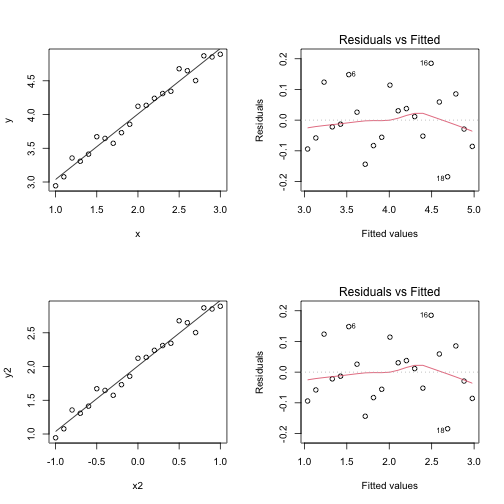 y
3.0 3.5 4.0 4.5
1.0 1.5 2.0 2.5 3.0
x
Residuals vs Fitted
Residuals
-0.2 -0.1 0.0 0.1 0.2
16
6
18
3.0 3.5 4.0 4.5 5.0
Fitted values
y2
1.0 1.5 2.0 2.5
-1.0 -0.5 0.0 0.5 1.0
x2
Residuals vs Fitted
Residuals
-0.2 -0.1 0.0 0.1 0.2
16
6
18
1.0 1.5 2.0 2.5 3.0
Fitted values